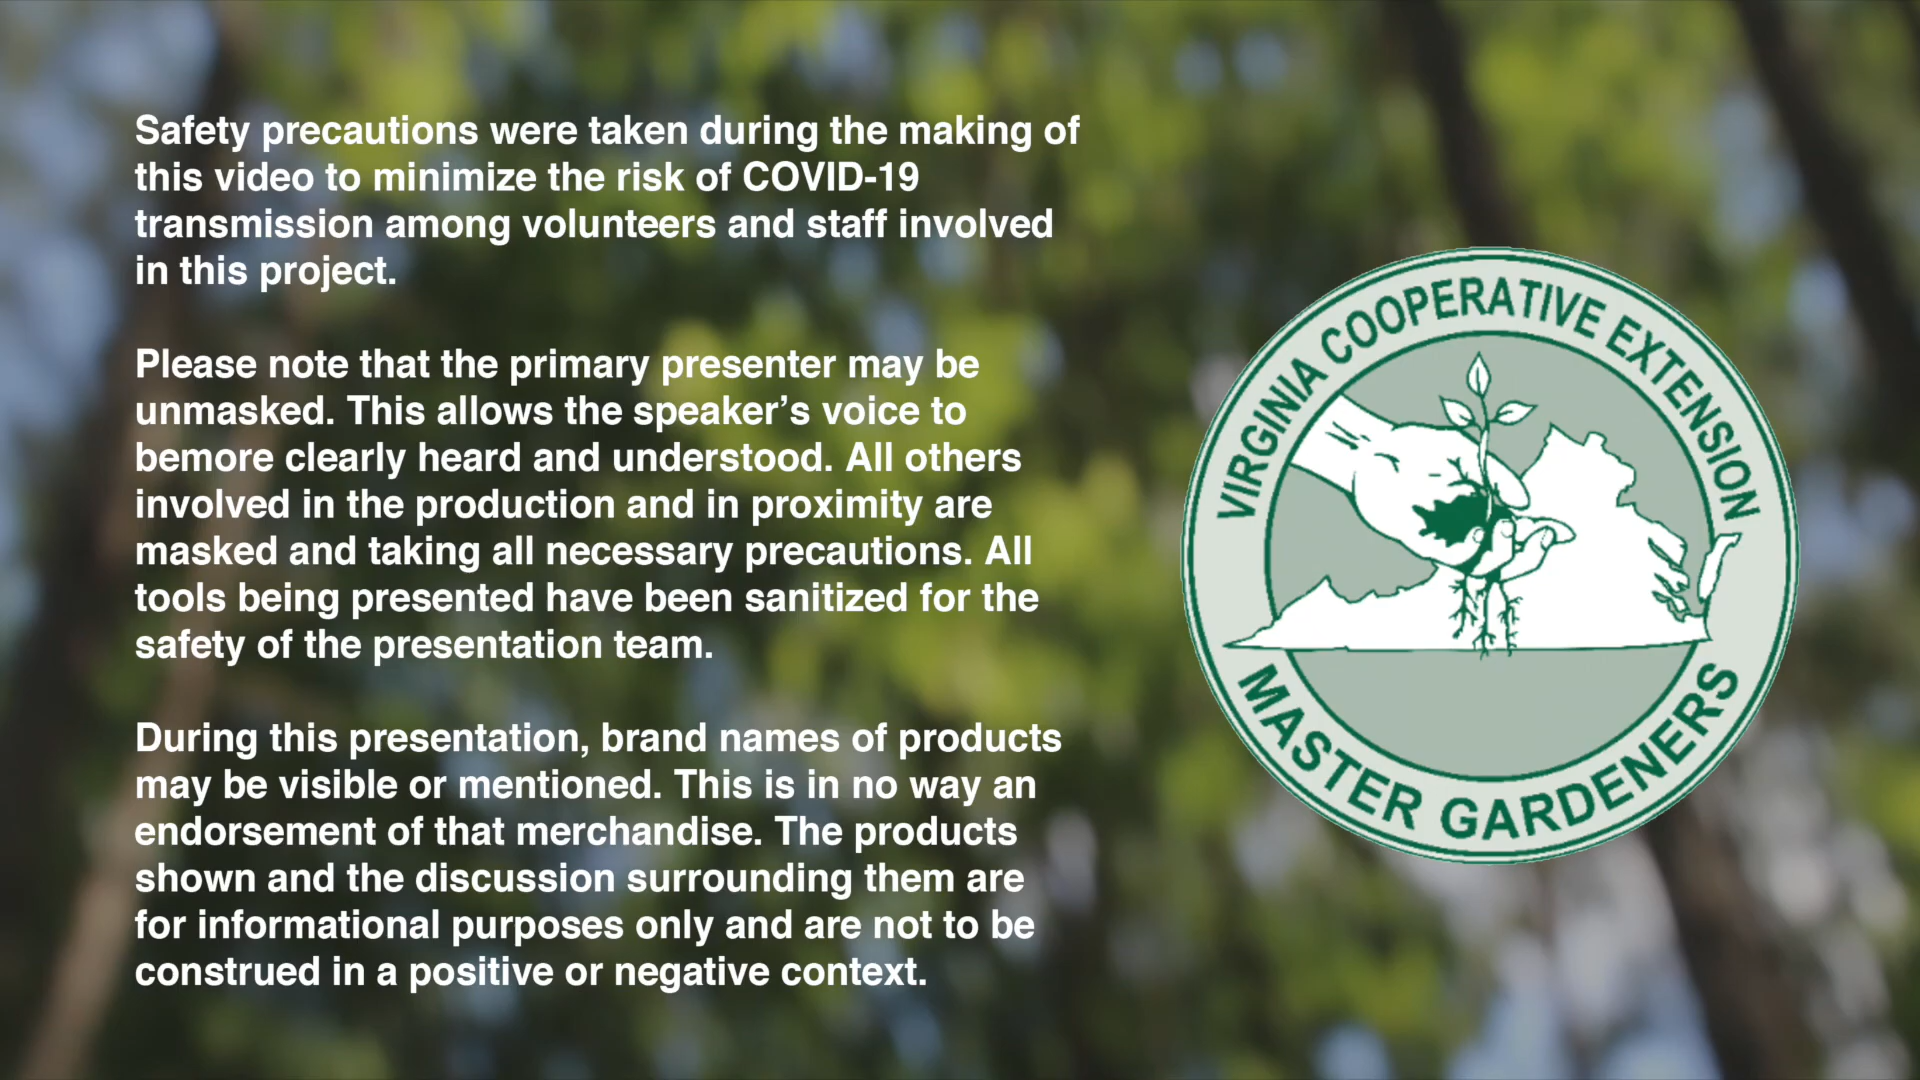 Safety precautions were taken during the making of
this video to minimize the risk of COVID-19
transmission among volunteers and staff involved
in this project.
Please note that the primary presenter may be
unmasked. This allows the speaker’s voice to
bemore clearly heard and understood. All others
involved in the production and in proximity are
masked and taking all necessary precautions. All
tools being presented have been sanitized for the
safety of the presentation team.
During this presentation, brand names of products
may be visible or mentioned. This is in no way an
endorsement of that merchandise. The products
shown and the discussion surrounding them are
for informational purposes only and are not to be
construed in a positive or negative context.
VIRGINIA COOPERATIVE EXTENSION
MASTER GARDENERS